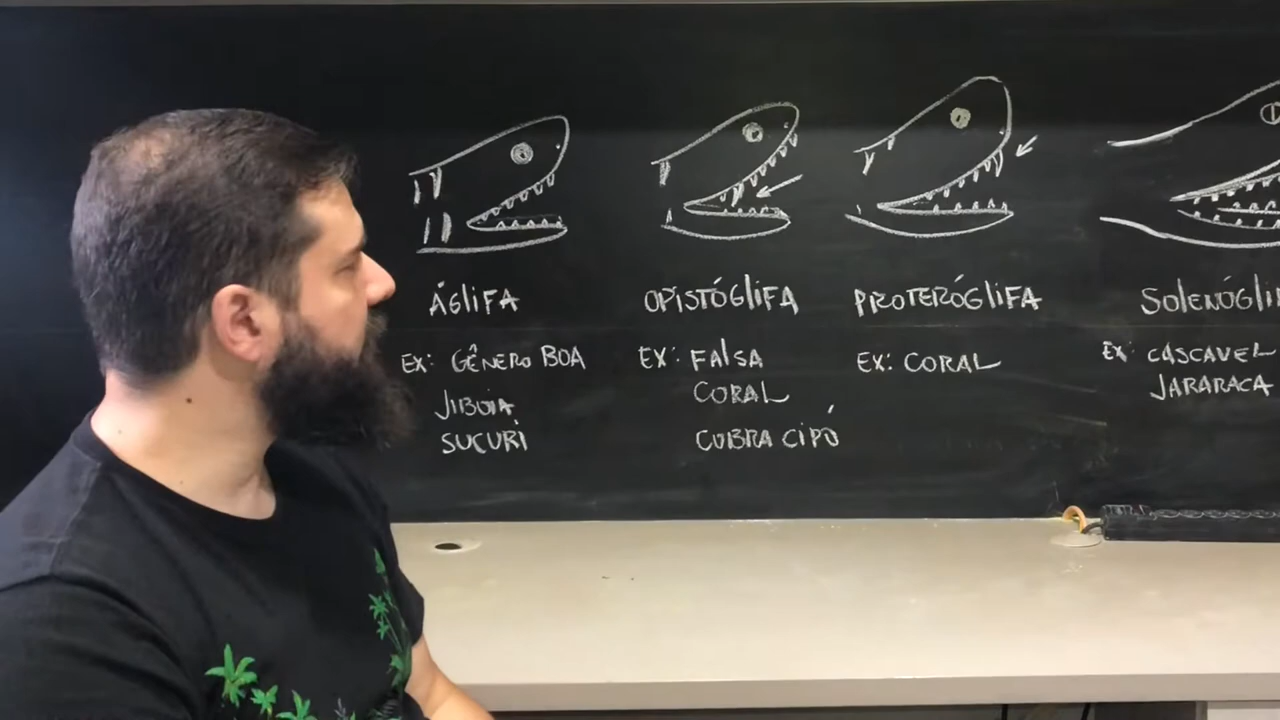 ÁGLIFA
EX: GÊNERO BOA
JIBOIA
SUCURI
OPISTÓGLIFA
EX: FALSA
CORAL
COBRA CIPÓ
PROTERÓGLIFA
EX: CORAL
EX: CASCAVEL
JARARACA